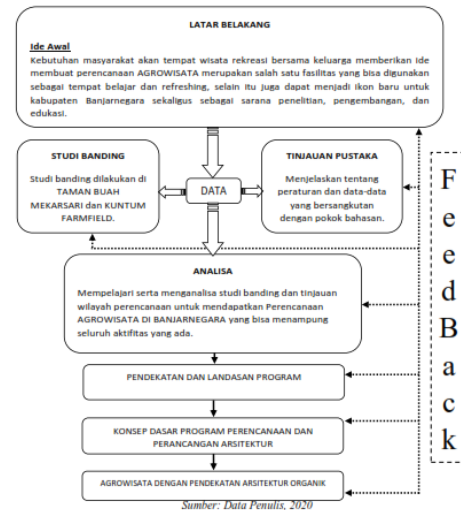 LATAR BELAKANG
Ide Awal
Kebutuhan masyarakat akan tempat wisata rekreasi bersama keluarga memberikan ide
membuat perencanaan AGROWISATA merupakan salah satu fasilitas yang bisa digunakan
sebagai tempat belajar dan refreshing, selain itu juga dapat menjadi ikon baru untuk
kabupaten Banjarnegara sekaligus sebagai sarana penelitian, pengembangan, dan
edukasi.
STUDI BANDING
Studi banding dilakukan di
TAMAN BUAH
MEKARSARI dan KUNTUM
FARMFIELD.
DATA
TINJAUAN PUSTAKA
Menjelaskan tentang
peraturan dan data-data
yang bersangkutan
dengan pokok bahasan.
ANALISA
Mempelajari serta menganalisa studi banding dan tinjauan
wilayah perencanaan untuk mendapatkan Perencanaan
AGROWISATA DI BANJARNEGARA yang bisa menampung
seluruh aktifitas yang ada.
PENDEKATAN DAN LANDASAN PROGRAM
KONSEP DASAR PROGRAM PERENCANAAN DAN
PERANCANGAN ARSITEKTUR
AGROWISATA DENGAN PENDEKATAN ARSITEKTUR ORGANIK
Sumber: Data Penulis, 2020
F
e
e
d
B
a
c
k